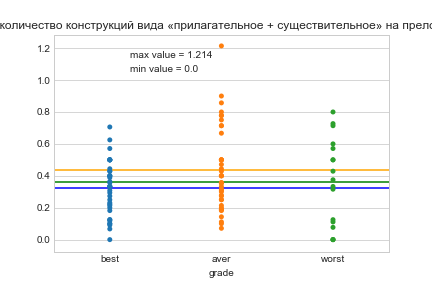 количество конструкций вида «прилагательное + существительное» на
1.2
max value = 1.214
min value = 0.0
1.0
0.8
0.6
0.4
0.2
0.0
best aver worst
grade